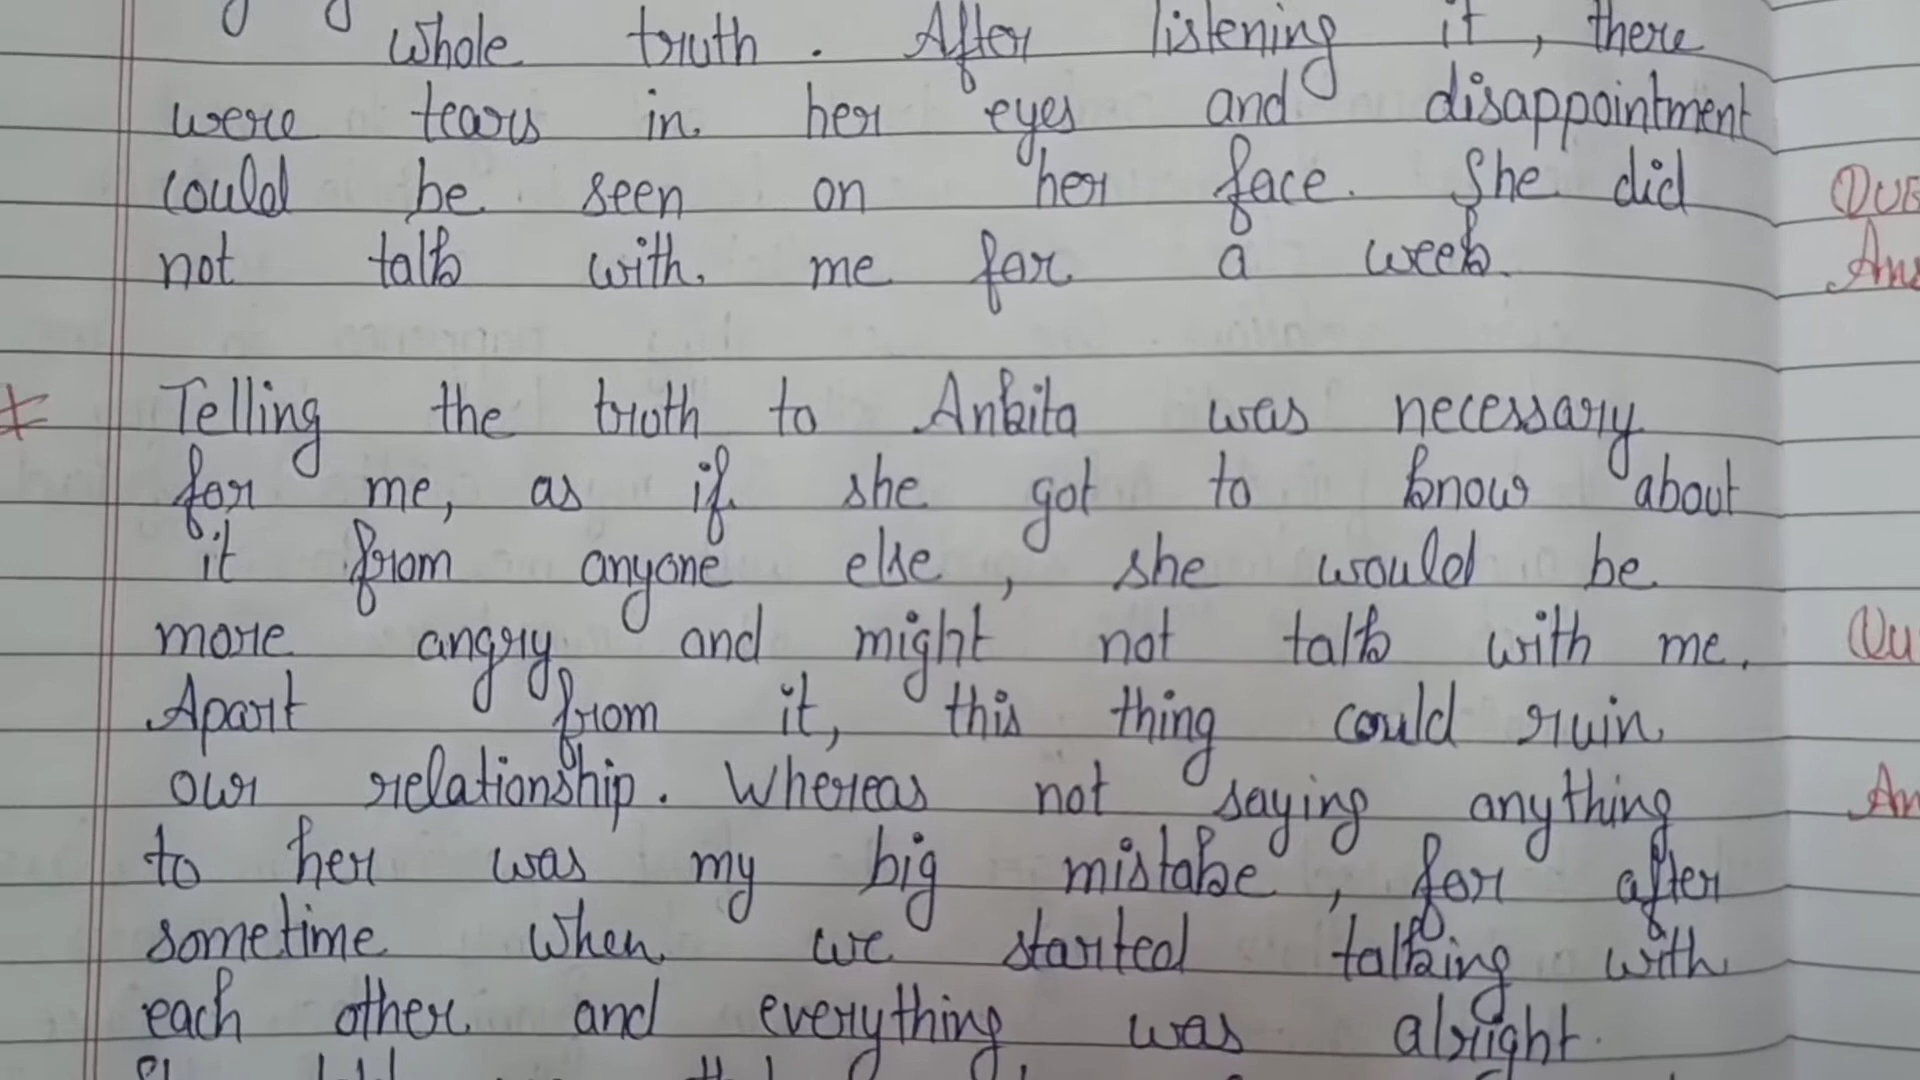 whole truth. After listening it, there
were tears in her eyes and disappointment
could be seen on her face. She did
not talk with me for a week.
Telling the truth to Ankita was necessary
for me, as if she got to know about
it from anyone else, she would be
more angry and might not talk with me.
Apart from it, this thing could ruin
our relationship. Whereas not saying anything
to her was my big mistake, for after
sometime when we started talking with
each other and everything was alright.
Ans